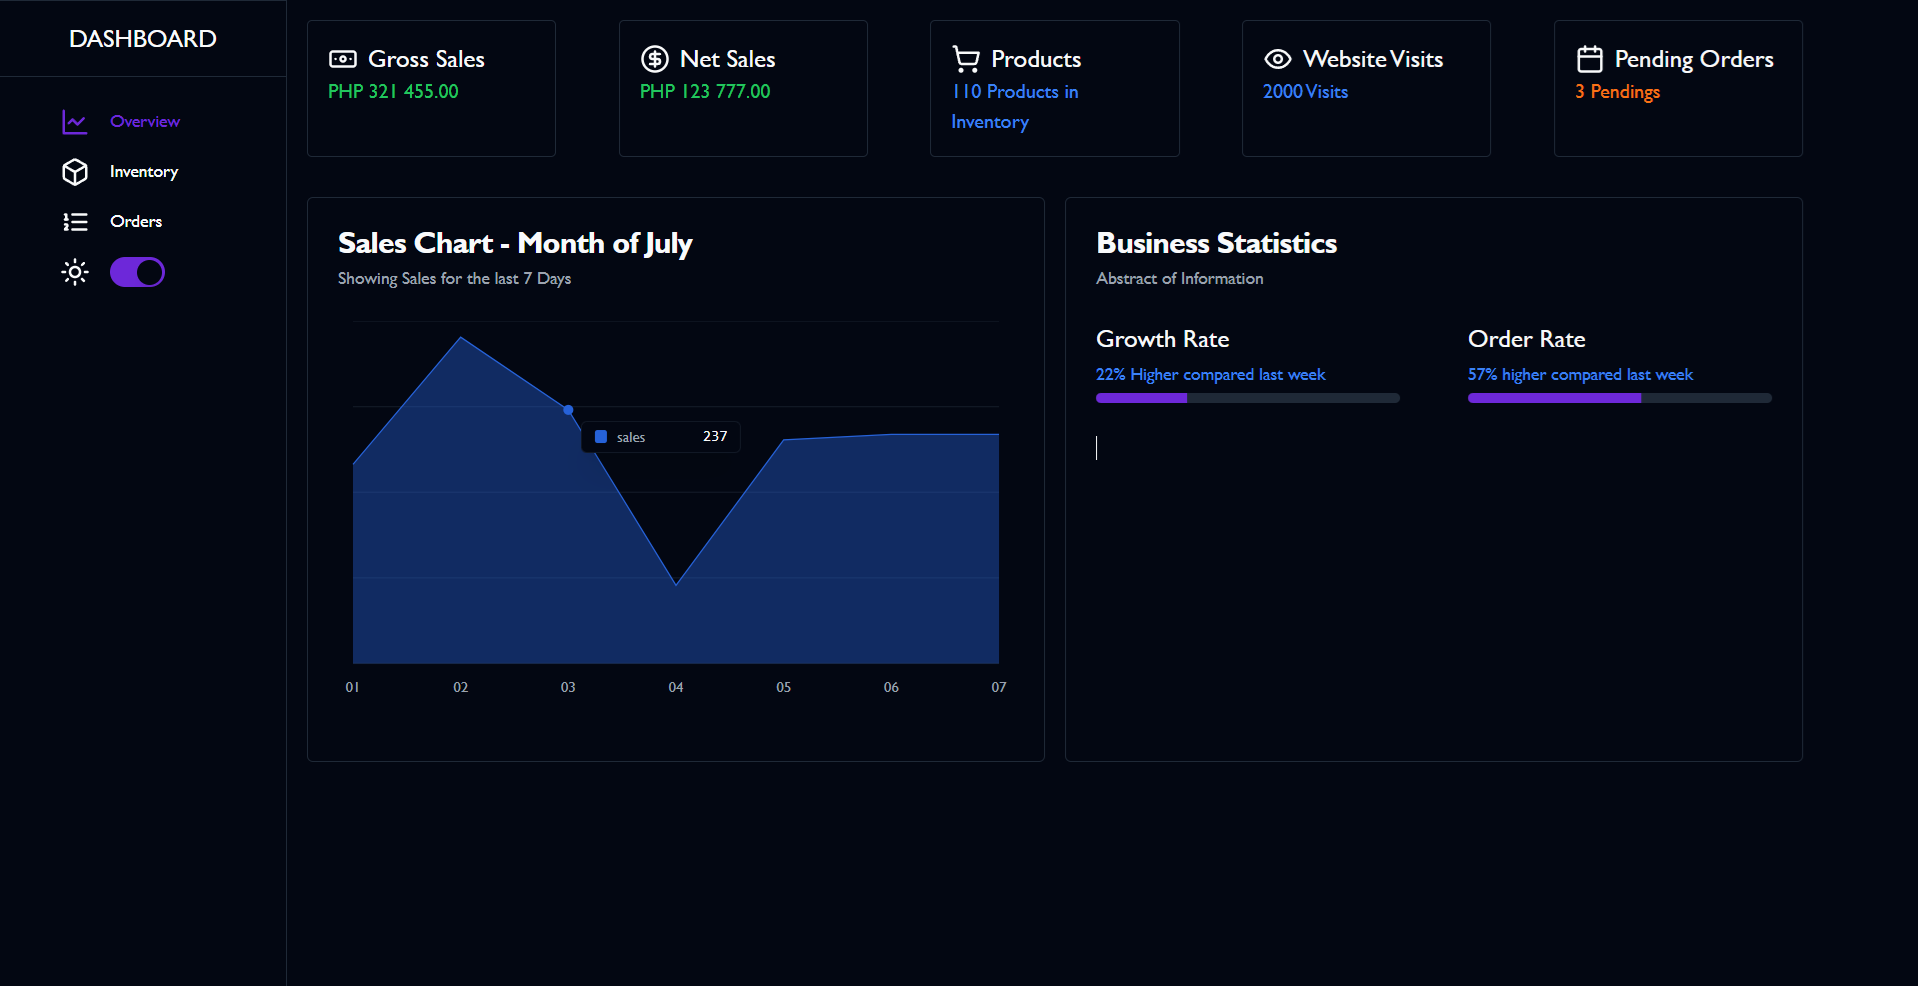 DASHBOARD
Overview
Inventory
Orders
Gross Sales
PHP 321 455.00
Net Sales
PHP 123 777.00
Products
110 Products in
Inventory
Website Visits
2000 Visits
Pending Orders
3 Pendings
Sales Chart - Month of July
Showing Sales for the last 7 Days
sales 237
01 02 03 04 05 06 07
Business Statistics
Abstract of Information
Growth Rate
22% Higher compared last week
Order Rate
57% higher compared last week